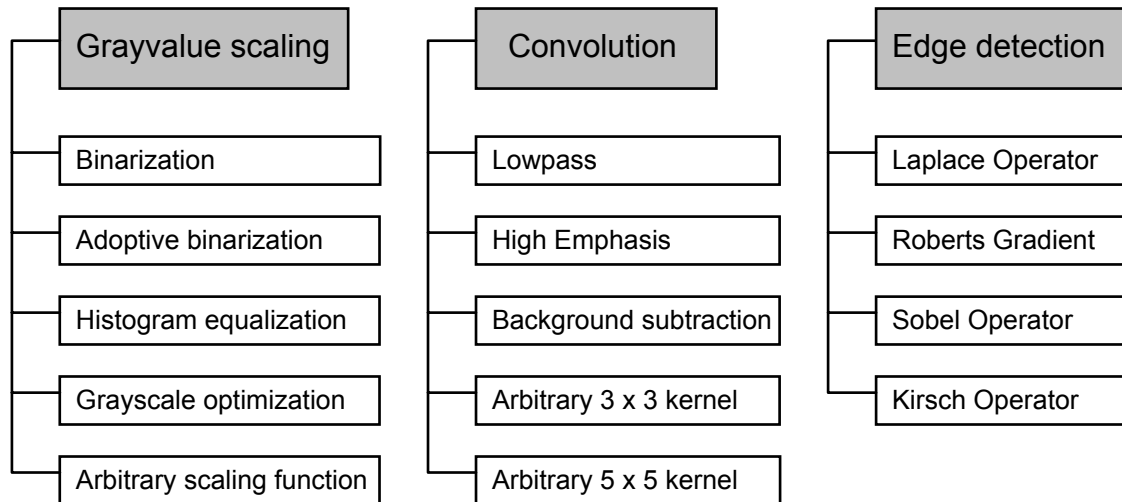 Grayvalue scaling
Binarization
Adoptive binarization
Histogram equalization
Grayscale optimization
Arbitrary scaling function
Convolution
Lowpass
High Emphasis
Background subtraction
Arbitrary 3 x 3 kernel
Arbitrary 5 x 5 kernel
Edge detection
Laplace Operator
Roberts Gradient
Sobel Operator
Kirsch Operator